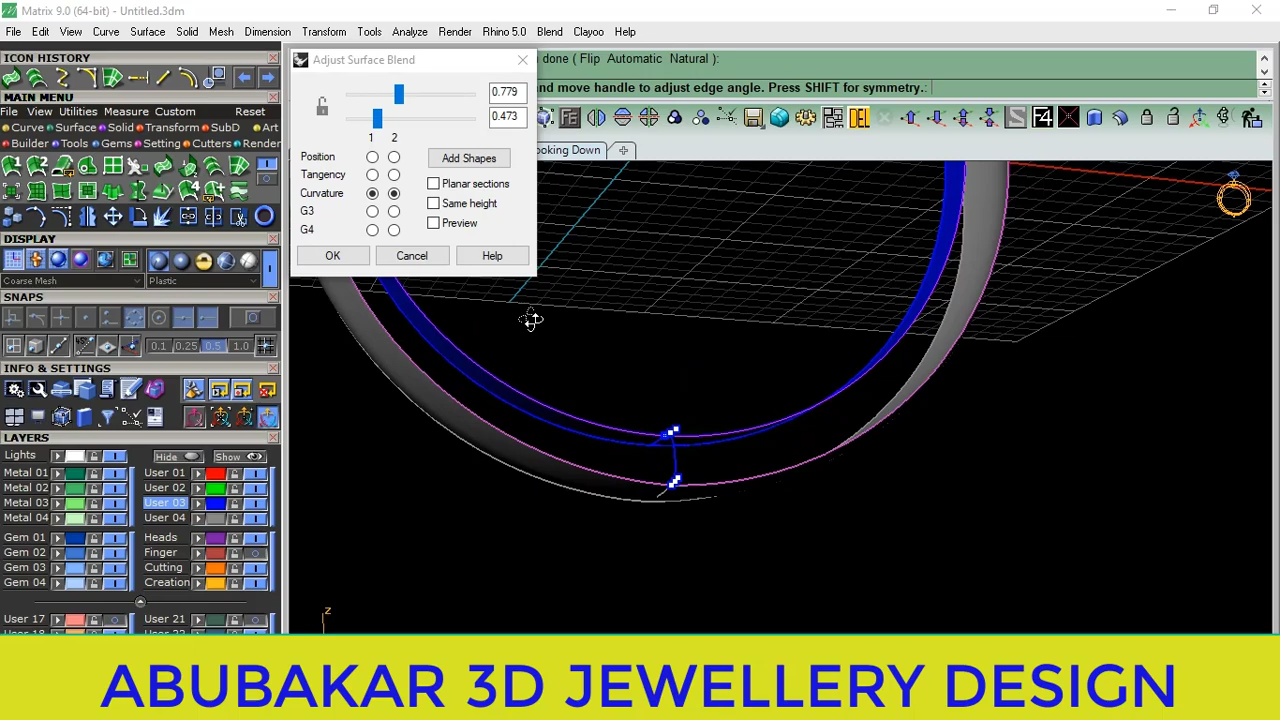 Matrix 9.0 (64-bit) - Untitled.3dm
File Edit View Curve Surface Solid Mesh Dimension Transform Tools Analyze Render Rhino 5.0 Blend Clayoo Help
ICON HISTORY
MAIN MENU
File View Custom Reset
Curve Surface Solid Transform SubD Art
Builder Tools Gems Setting Cutters Render
DISPLAY
Coarse Mesh Plastic
SNAPS
0.1 0.25 0.5 1.0
INFO & SETTINGS
LAYERS
Lights Hide Show
Metal 01 User 01
Metal 02 User 02
Metal 03 User 03
Metal 04 User 04
Gem 01 Heads
Gem 02 Finger
Gem 03 Cutting
Gem 04 Creation
User 17 User 21
Adjust Surface Blend
0.779
0.473
1 2
Position Add Shapes
Tangency Planar sections
Curvature Same height
G3 Preview
G4
OK Cancel Help
done ( Flip Automatic Natural ):
and move handle to adjust edge angle. Press SHIFT for symmetry.:
ooking Down
z
ABUBAKAR 3D JEWELLERY DESIGN